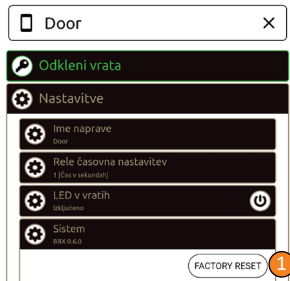 Door
Odkleni vrata
Nastavitve
Ime naprave
Door
Rele časovna nastavitev
1 [Čas v sekundah]
LED v vratih
Izključeno
Sistem
BBX 0.6.0
FACTORY RESET 1